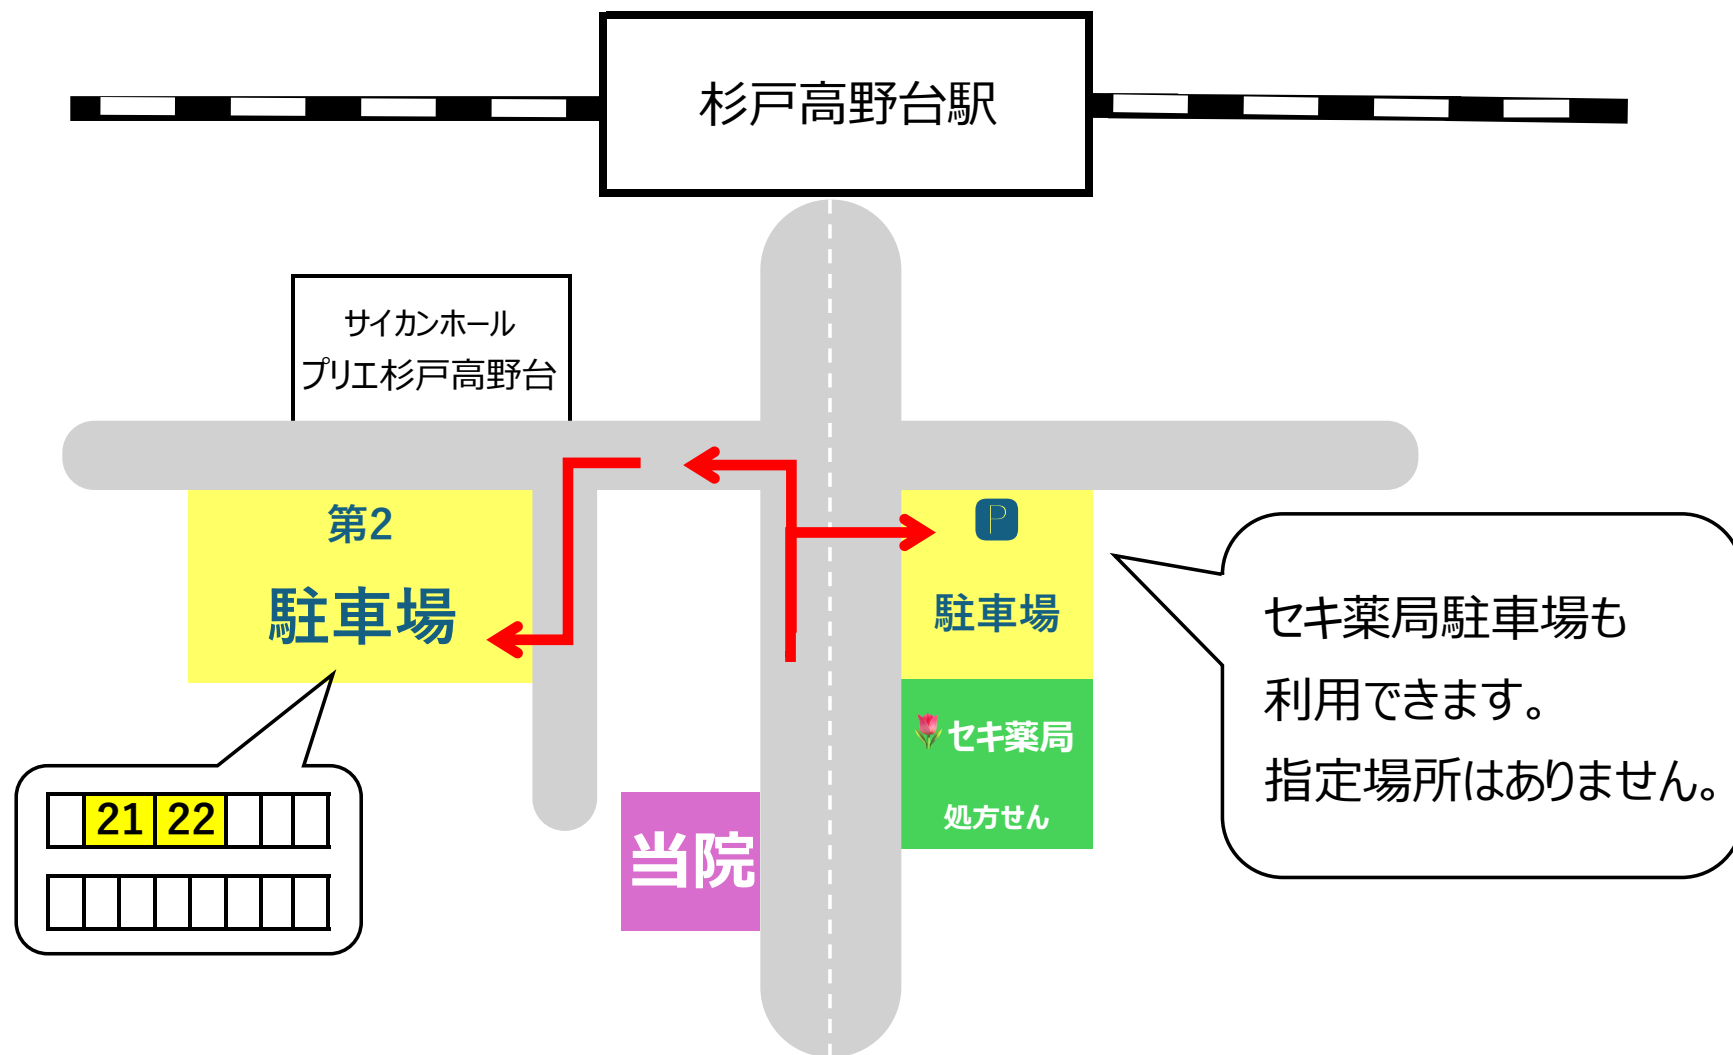 杉戸高野台駅
サイカンホール
プリエ杉戸高野台
第2
駐車場
P
駐車場
セキ薬局
処方せん
セキ薬局駐車場も
利用できます。
指定場所はありません。
21 22
当院